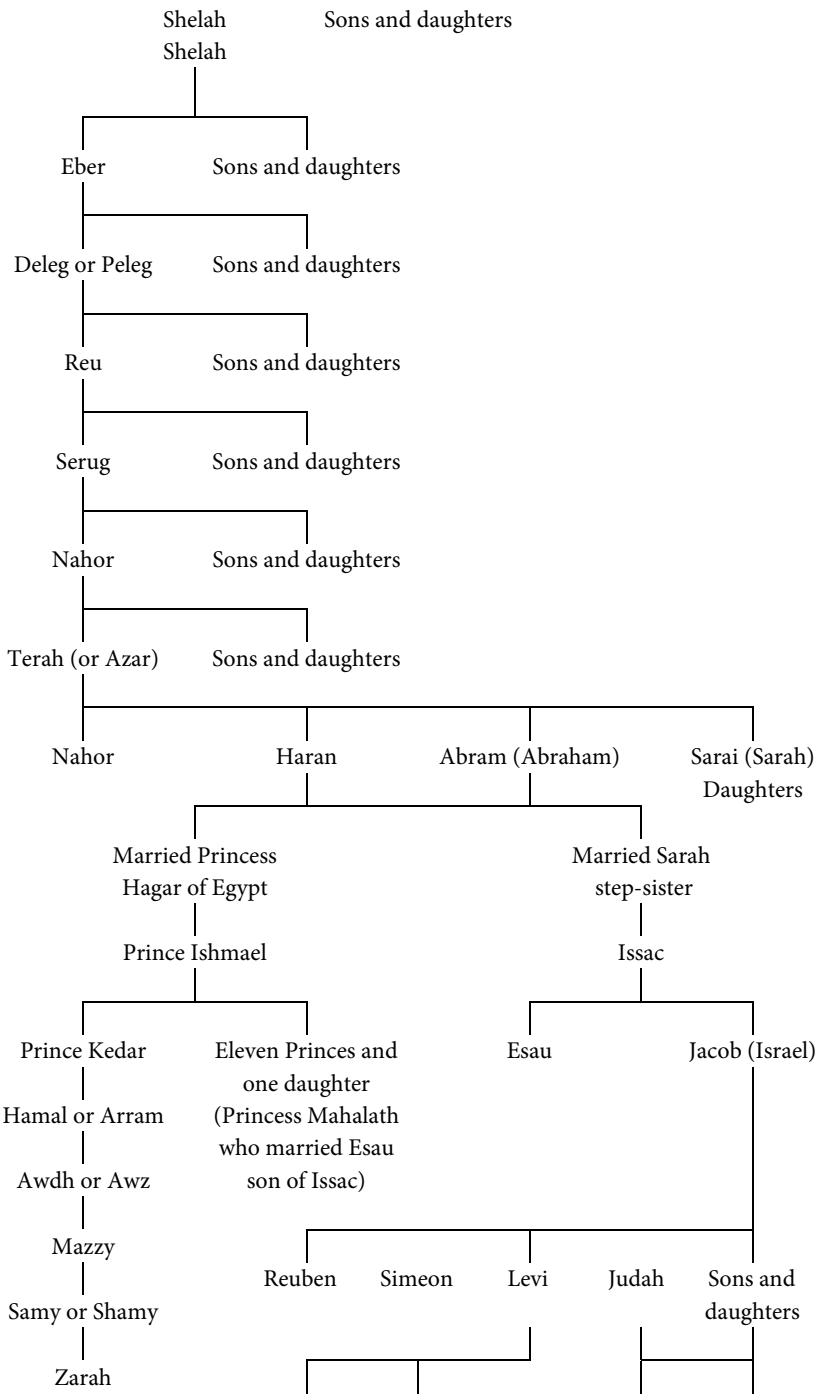 Shelah Sons and daughters
Shelah
Eber Sons and daughters
Deleg or Peleg Sons and daughters
Reu Sons and daughters
Serug Sons and daughters
Nahor Sons and daughters
Terah (or Azar) Sons and daughters
Nahor Haran Abram (Abraham) Sarai (Sarah)
Daughters
Married Princess Married Sarah
Hagar of Egypt step-sister
Prince Ishmael Issac
Prince Kedar Eleven Princes and Esau Jacob (Israel)
one daughter
Hamal or Arram (Princess Mahalath
who married Esau
Awdh or Awz son of Issac)
Mazzy
Reuben Simeon Levi Judah Sons and
Samy or Shamy daughters
Zarah